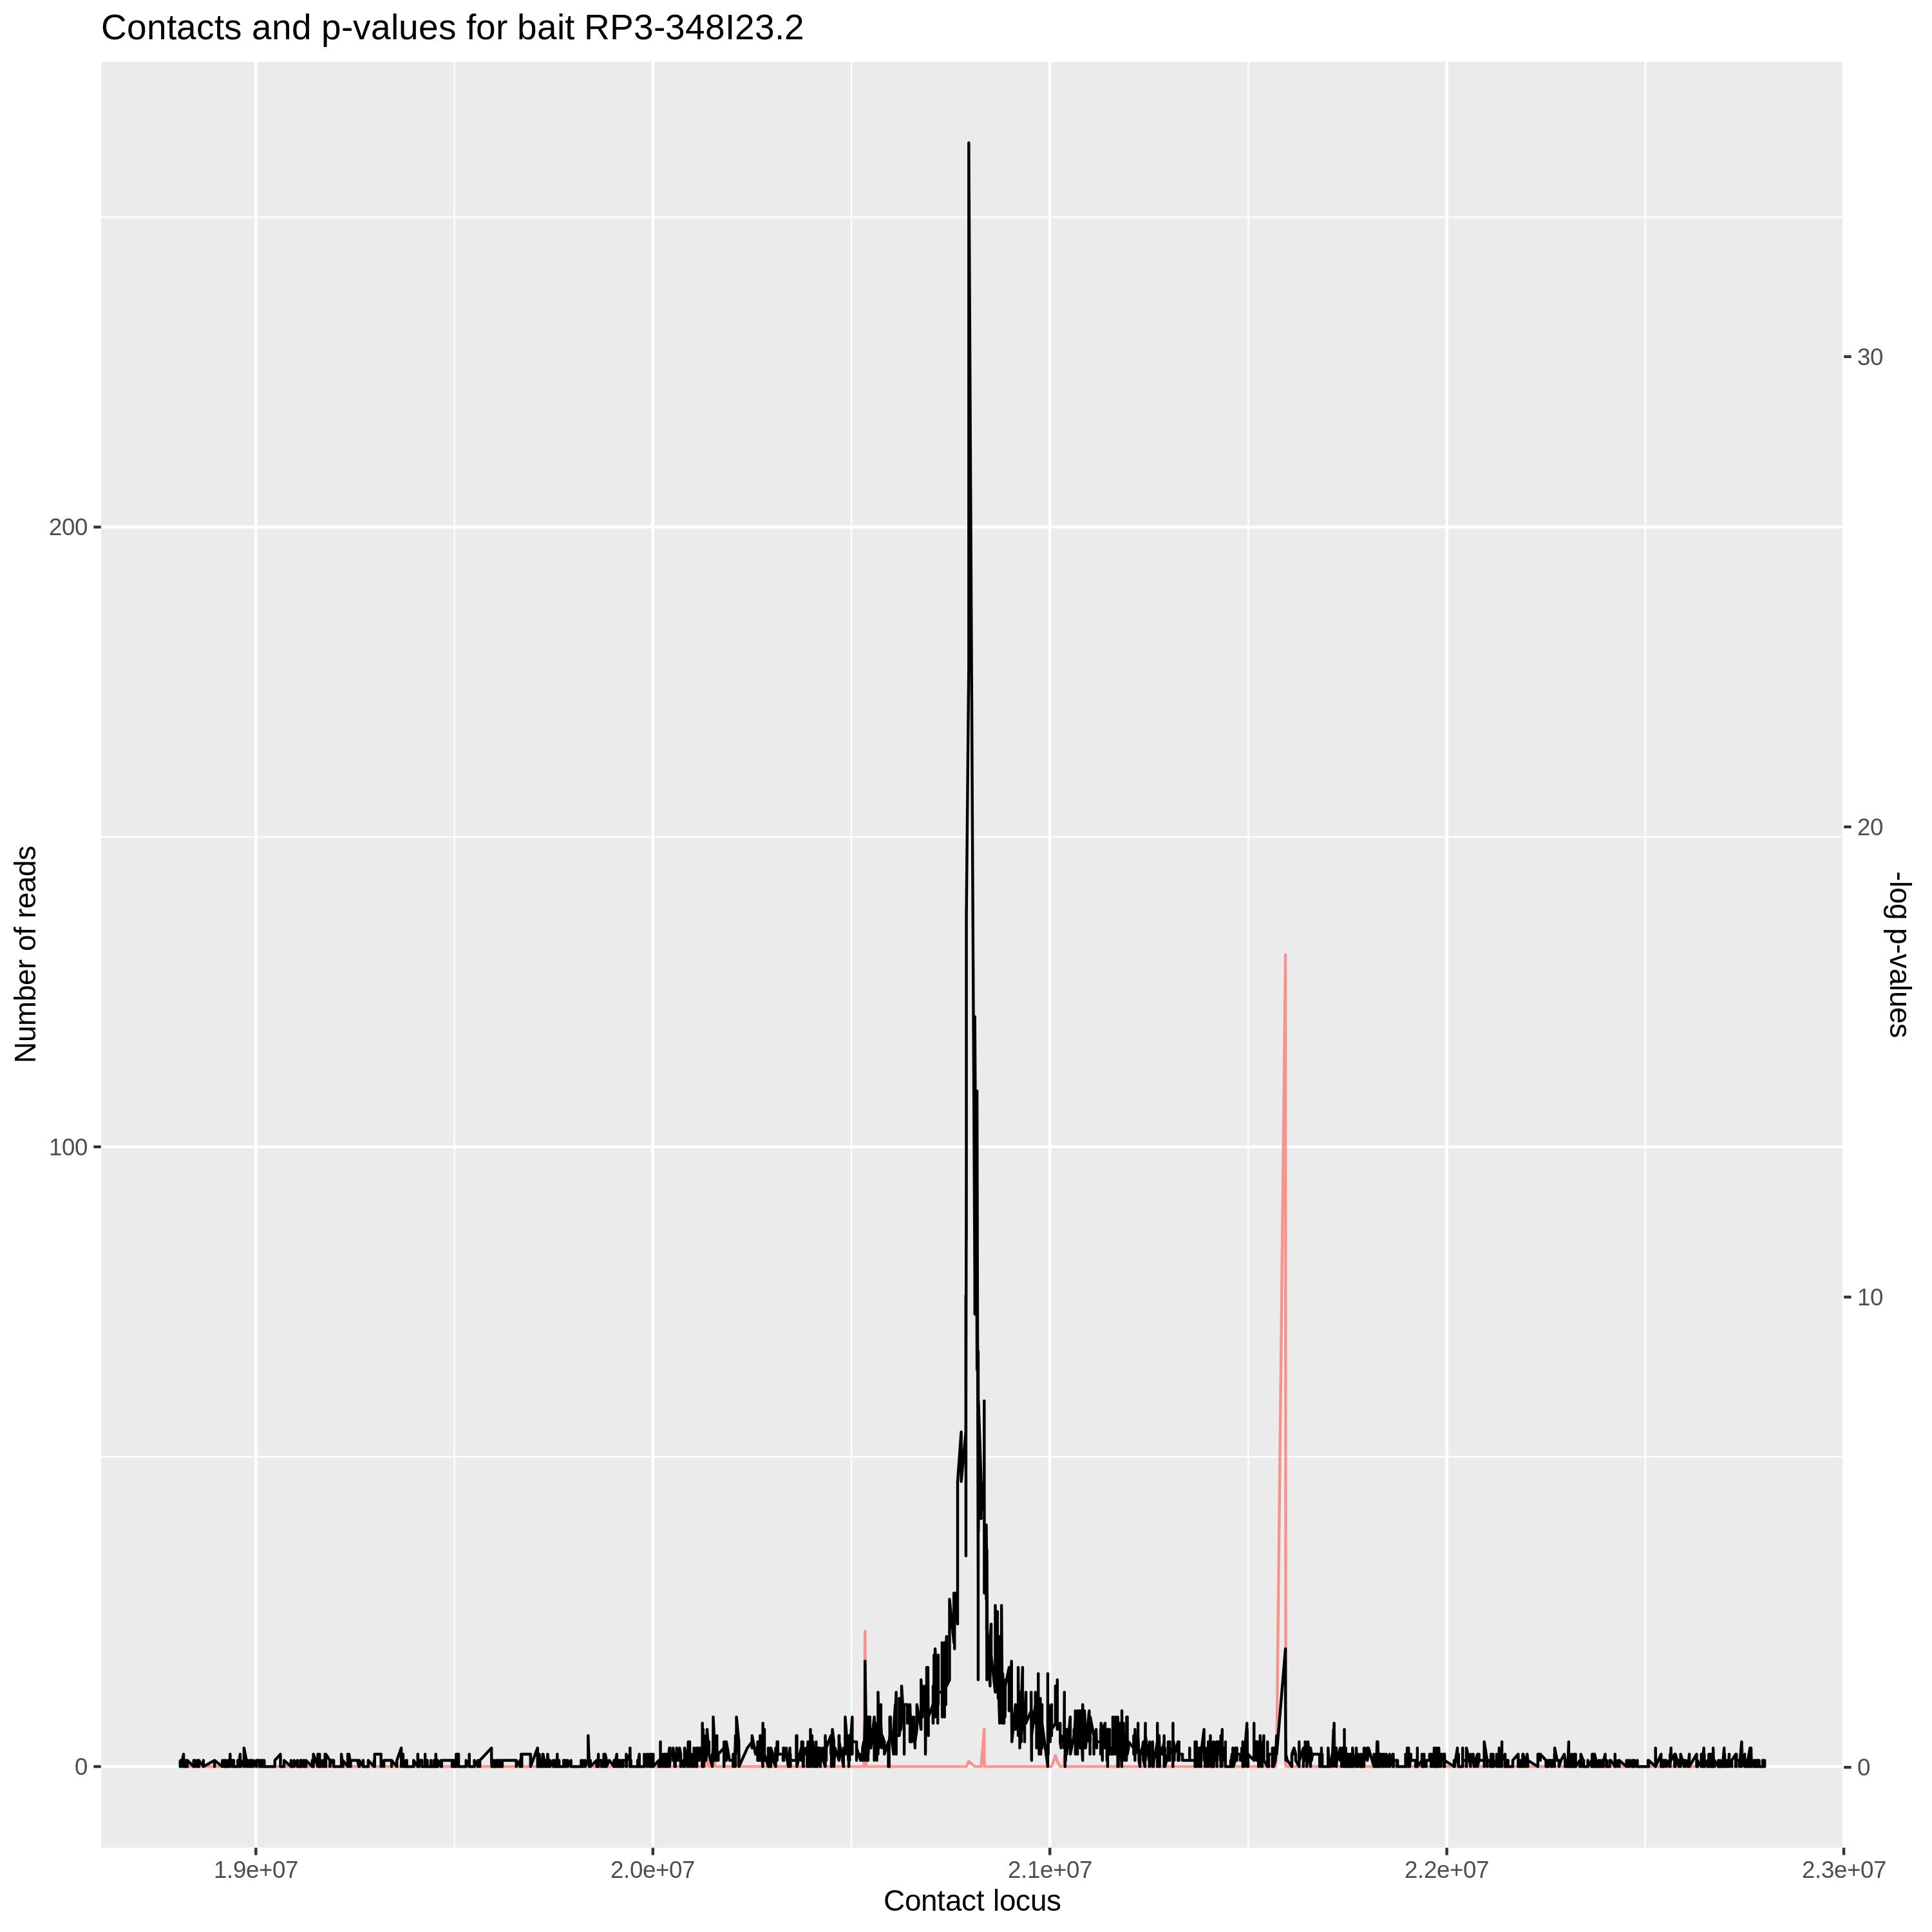 Contacts and p-values for bait RP3-348I23.2
Number of reads
200
100
0
30
20
10
0
-log p-values
1.9e+07
2.0e+07
2.1e+07
2.2e+07
2.3e+07
Contact locus